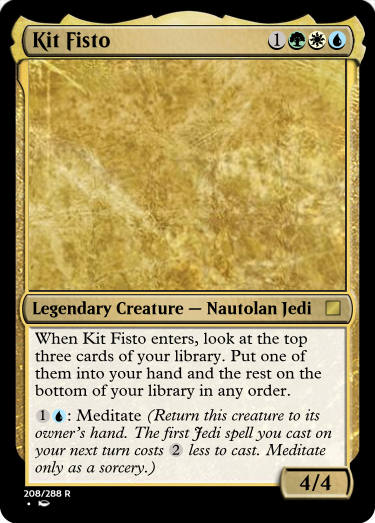 Kit Fisto 1
Legendary Creature — Nautolan Jedi
When Kit Fisto enters, look at the top
three cards of your library. Put one of
them into your hand and the rest on the
bottom of your library in any order.
1 : Meditate (Return this creature to its
owner's hand. The first Jedi spell you cast on
your next turn costs 2 less to cast. Meditate
only as a sorcery.)
4/4
208/288 R